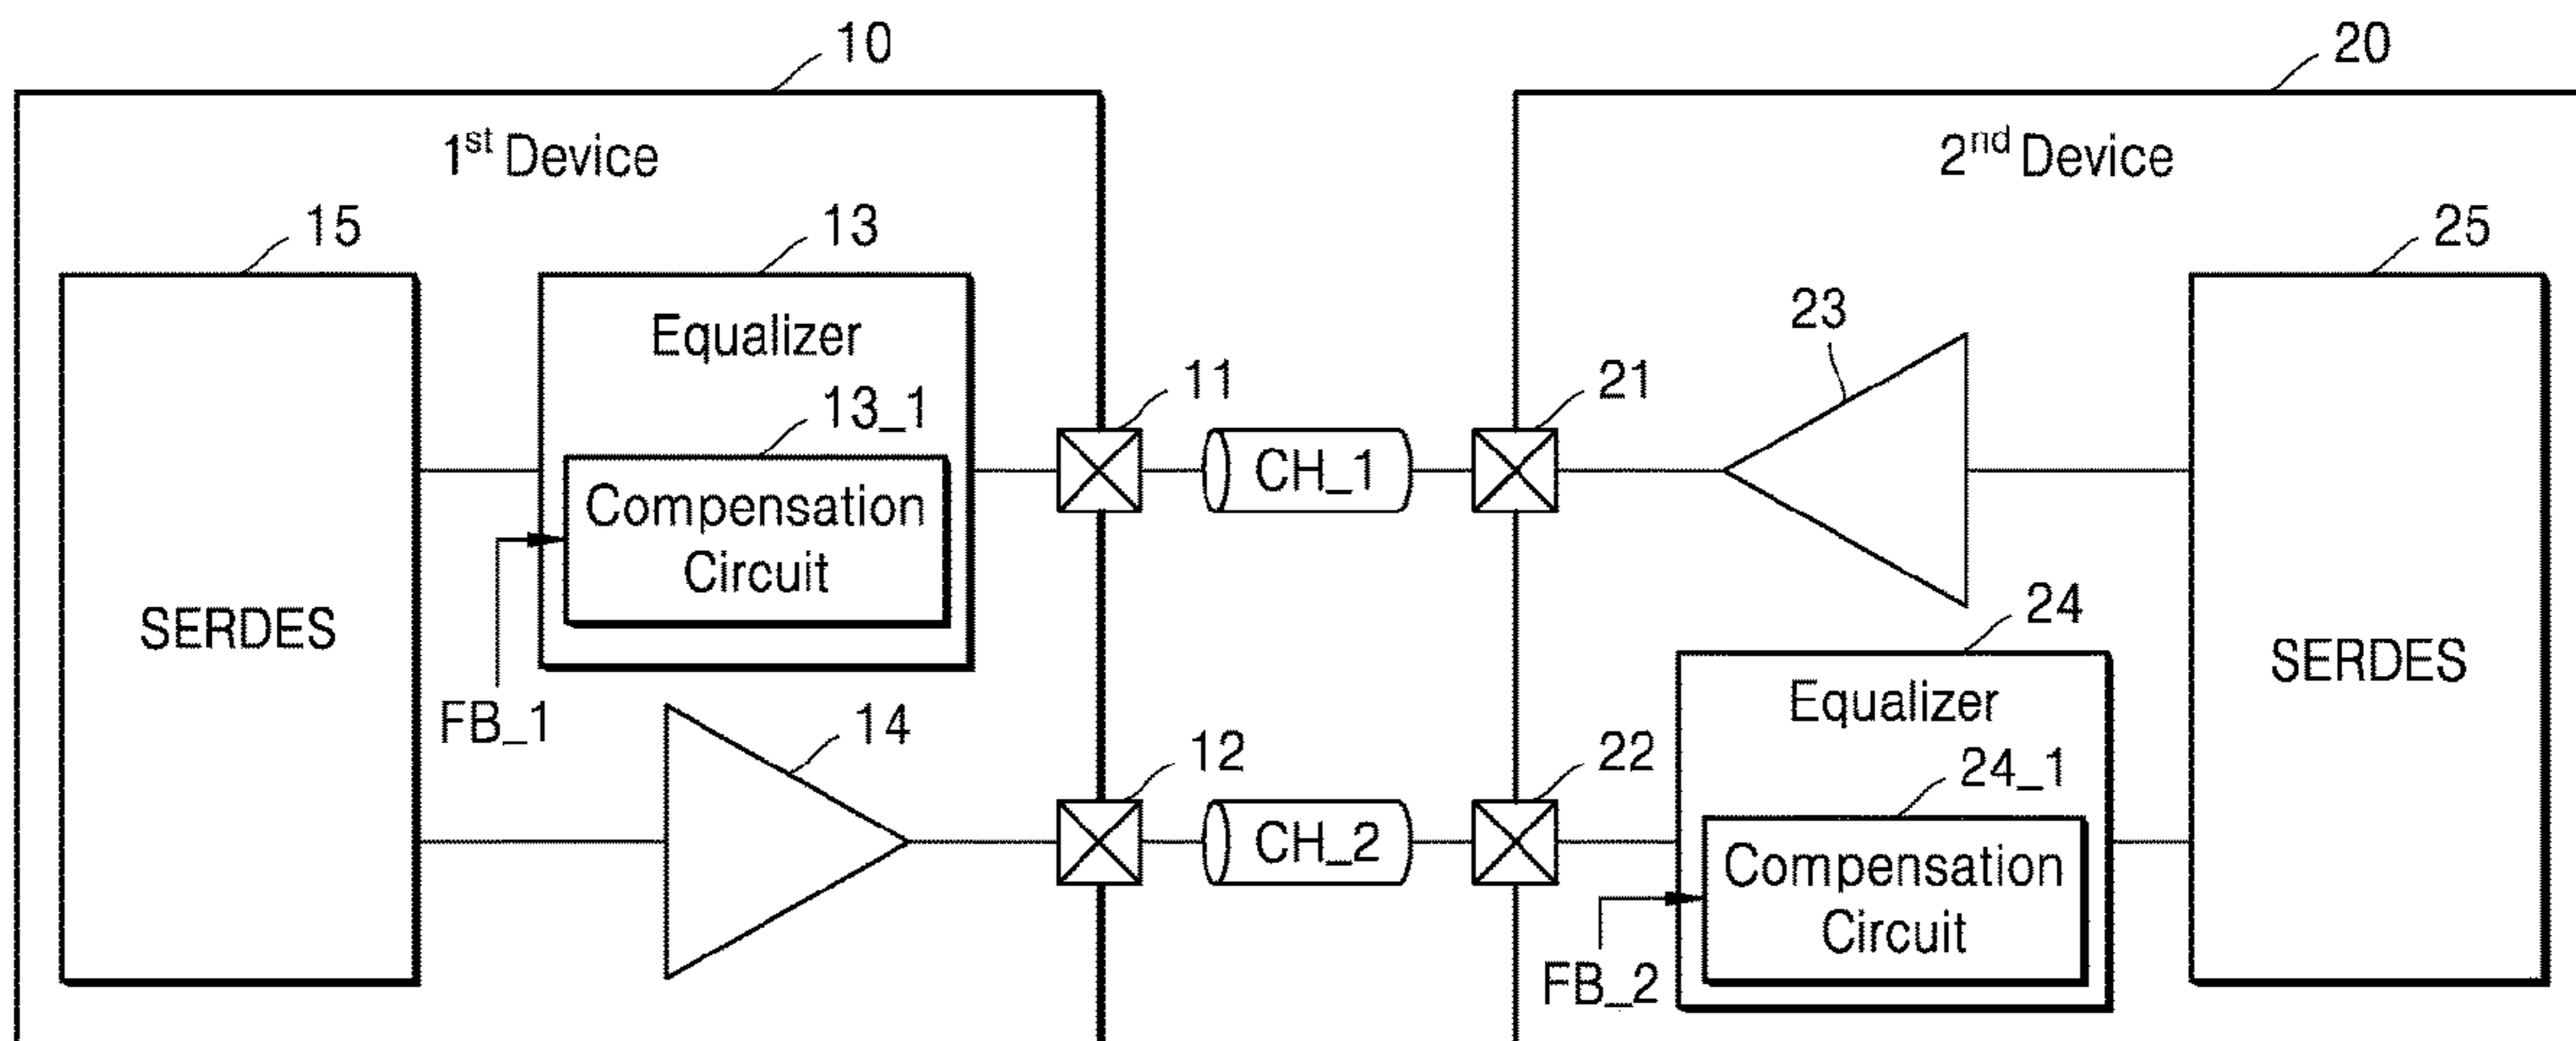 10
20
1st Device
2nd Device
15
13
25
Equalizer
23
13_1
11
21
CH_1
Compensation
Circuit
SERDES
FB_1
14
24
SERDES
Equalizer
12
22
24_1
CH_2
Compensation
Circuit
FB_2